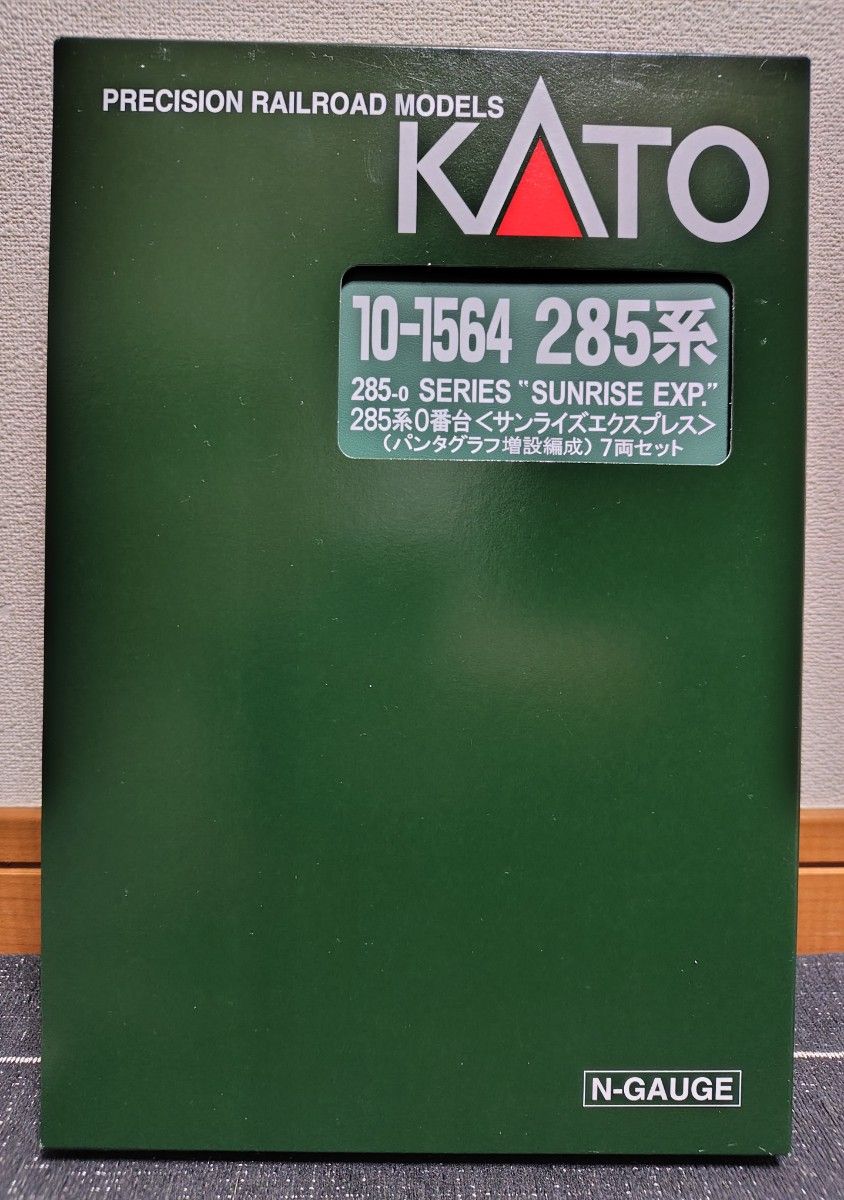 PRECISION RAILROAD MODELS
KATO
10-1564 285系
285-0 SERIES “SUNRISE EXP.”
285系0番台<サンライズエクスプレス>
(パンタグラフ増設編成) 7両セット
N-GAUGE